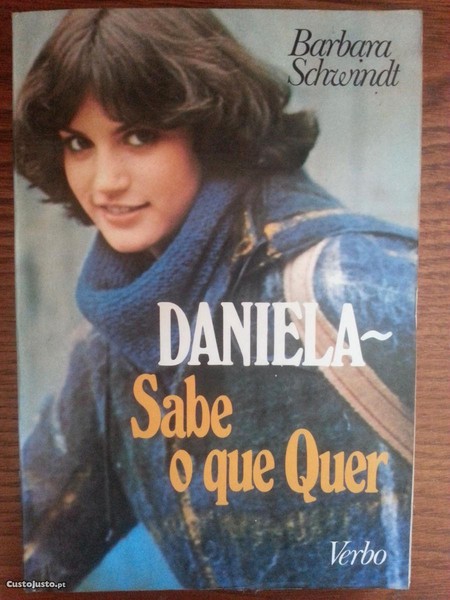 Barbara
Schwindt
DANIELA~
Sabe
o que Quer
Verbo
CustoJusto.pt